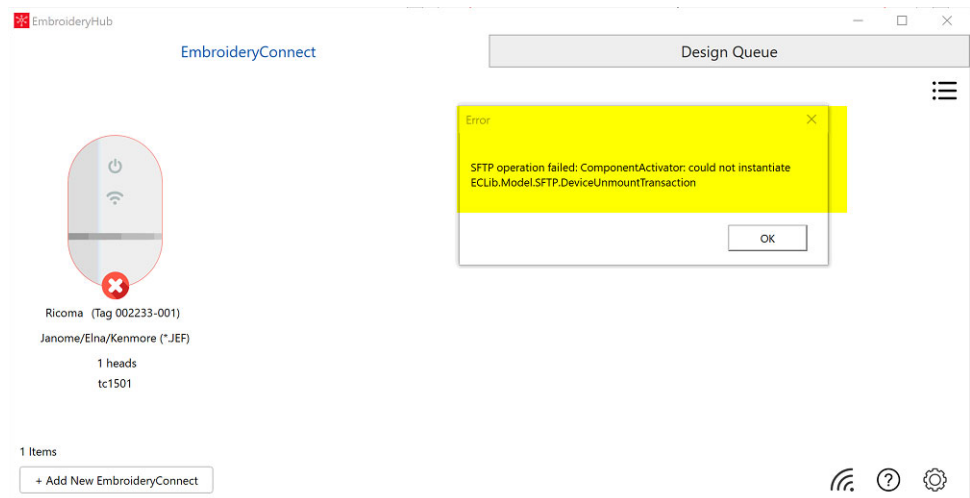 EmbroideryHub
EmbroideryConnect
Design Queue
Error
SFTP operation failed: ComponentActivator: could not instantiate
ECLib.Model.SFTP.DeviceUnmountTransaction
OK
Ricoma (Tag 002233-001)
Janome/Elna/Kenmore (*.JEF)
1 heads
tc1501
1 Items
+ Add New EmbroideryConnect